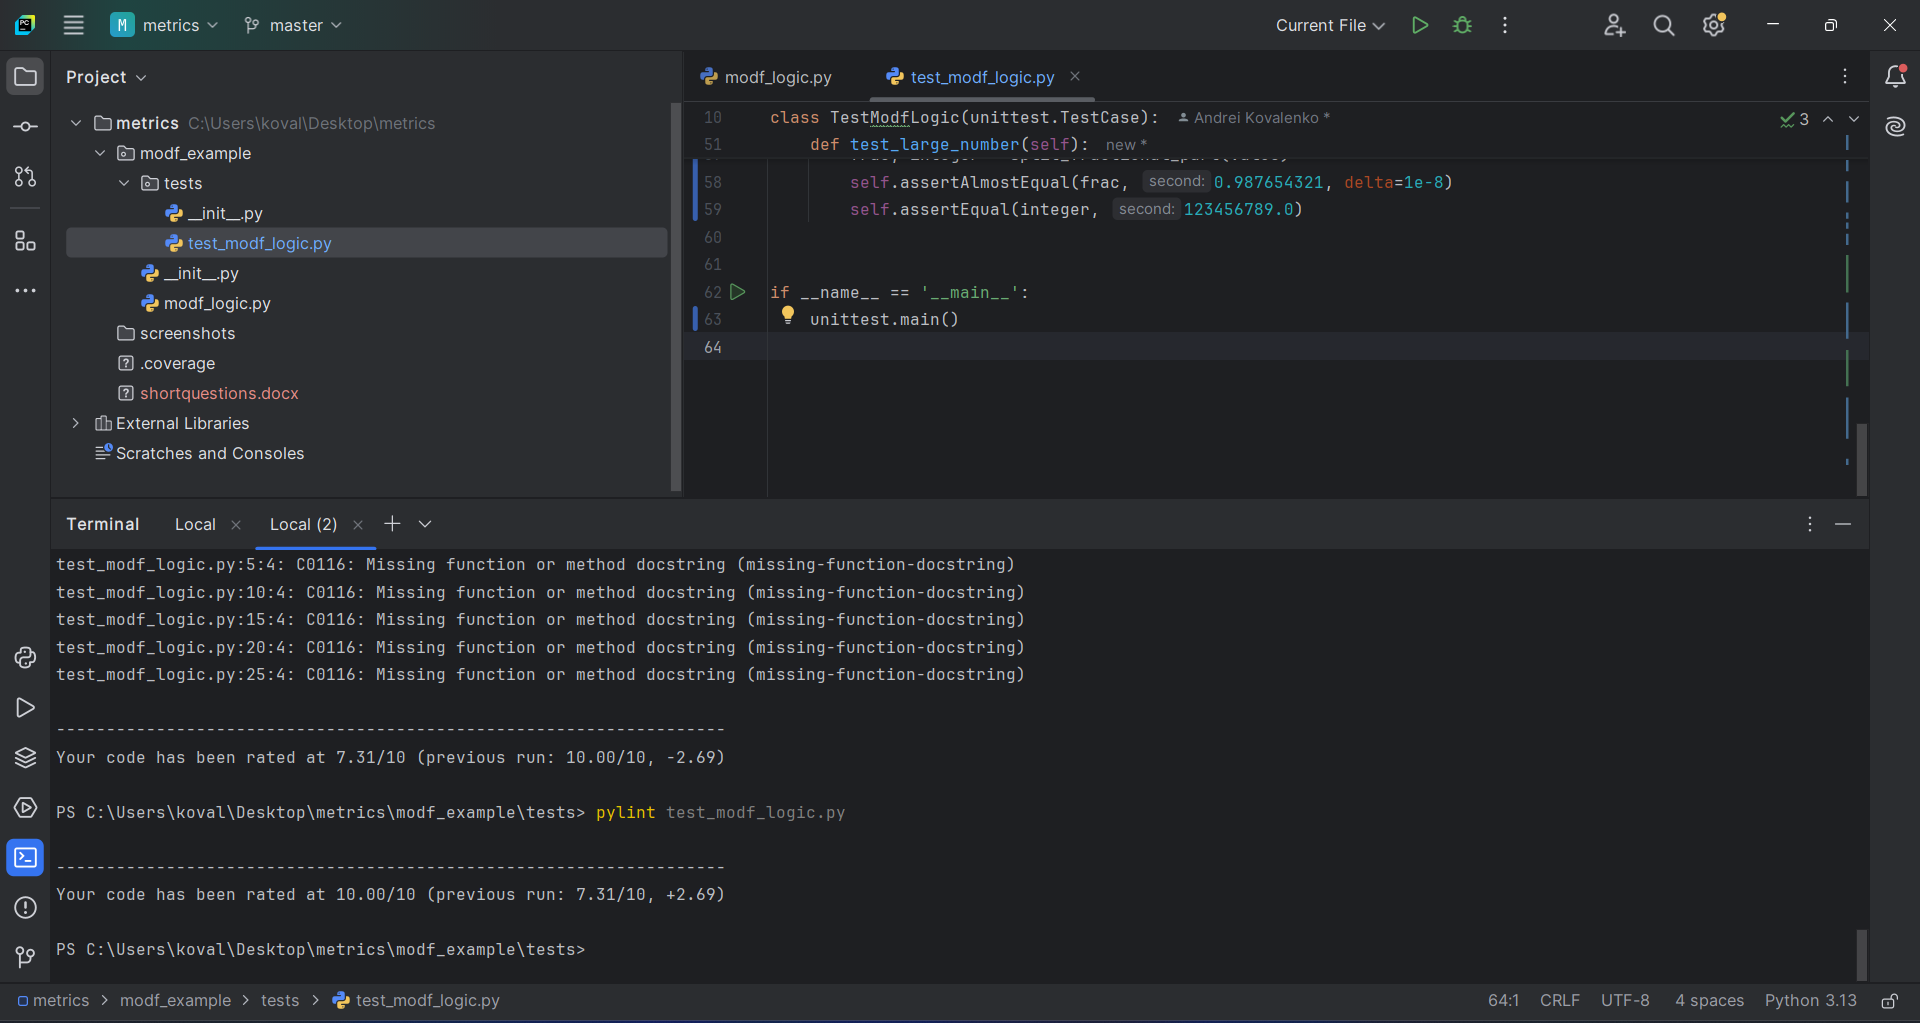 PC
M metrics
master
Current File
Project
metrics C:\Users\koval\Desktop\metrics
modf_example
tests
__init__.py
test_modf_logic.py
__init__.py
modf_logic.py
screenshots
.coverage
shortquestions.docx
External Libraries
Scratches and Consoles
modf_logic.py
test_modf_logic.py
10 class TestModfLogic(unittest.TestCase): Andrei Kovalenko *
3
51 def test_large_number(self): new *
58 self.assertAlmostEqual(frac, second: 0.987654321, delta=1e-8)
59 self.assertEqual(integer, second: 123456789.0)
60
61
62 if __name__ == '__main__':
63 unittest.main()
64
Terminal Local Local (2)
test_modf_logic.py:5:4: C0116: Missing function or method docstring (missing-function-docstring)
test_modf_logic.py:10:4: C0116: Missing function or method docstring (missing-function-docstring)
test_modf_logic.py:15:4: C0116: Missing function or method docstring (missing-function-docstring)
test_modf_logic.py:20:4: C0116: Missing function or method docstring (missing-function-docstring)
test_modf_logic.py:25:4: C0116: Missing function or method docstring (missing-function-docstring)
-------------------------------------------------------------------
Your code has been rated at 7.31/10 (previous run: 10.00/10, -2.69)
PS C:\Users\koval\Desktop\metrics\modf_example\tests> pylint test_modf_logic.py
-------------------------------------------------------------------
Your code has been rated at 10.00/10 (previous run: 7.31/10, +2.69)
PS C:\Users\koval\Desktop\metrics\modf_example\tests>
metrics > modf_example > tests > test_modf_logic.py
64:1 CRLF UTF-8 4 spaces Python 3.13